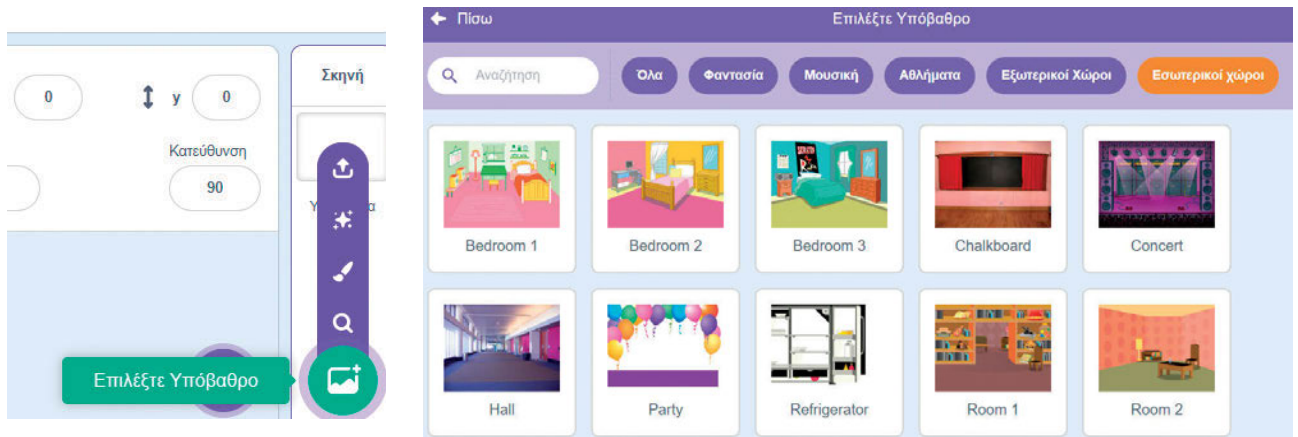 0
y
0
Κατεύθυνση
90
Σκηνή
Επιλέξτε Υπόβαθρο
Πίσω
Επιλέξτε Υπόβαθρο
Αναζήτηση
Όλα
Φαντασία
Μουσική
Αθλήματα
Εξωτερικοί Χώροι
Εσωτερικοί χώροι
Bedroom 1
Bedroom 2
Bedroom 3
Chalkboard
Concert
Hall
Party
Refrigerator
Room 1
Room 2